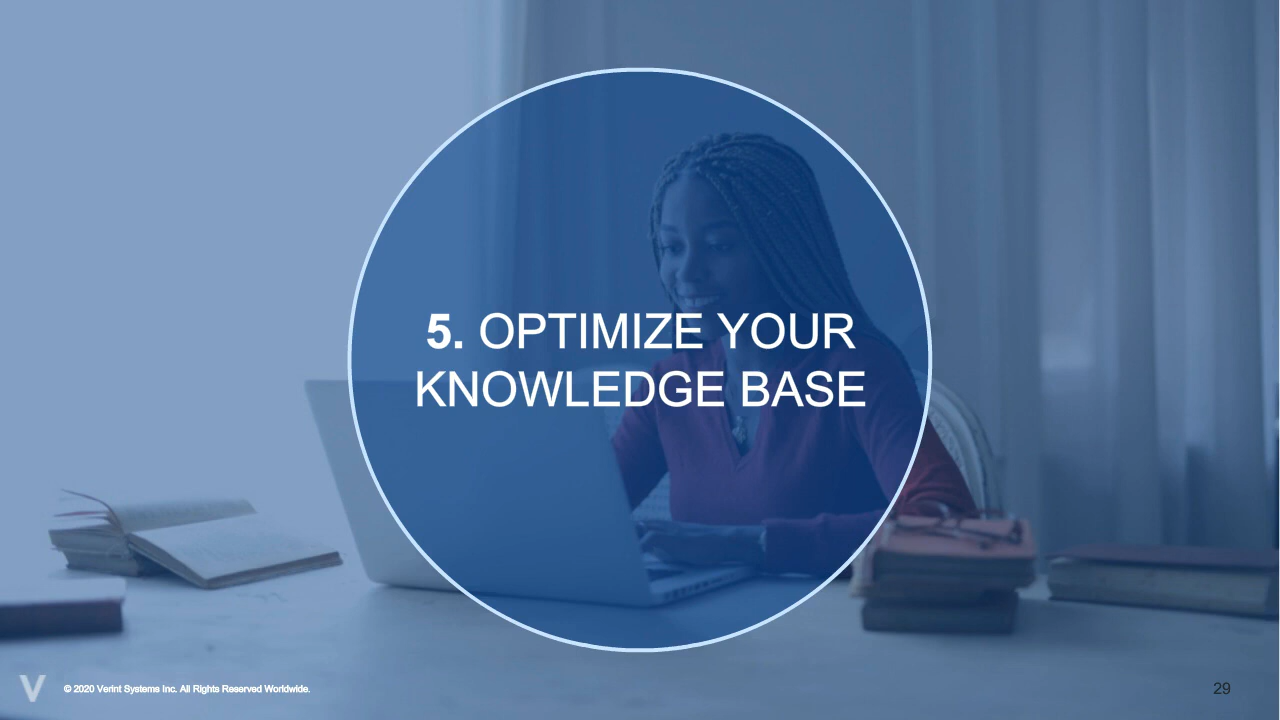 5. OPTIMIZE YOUR
KNOWLEDGE BASE
V © 2020 Verint Systems Inc. All Rights Reserved Worldwide.
29